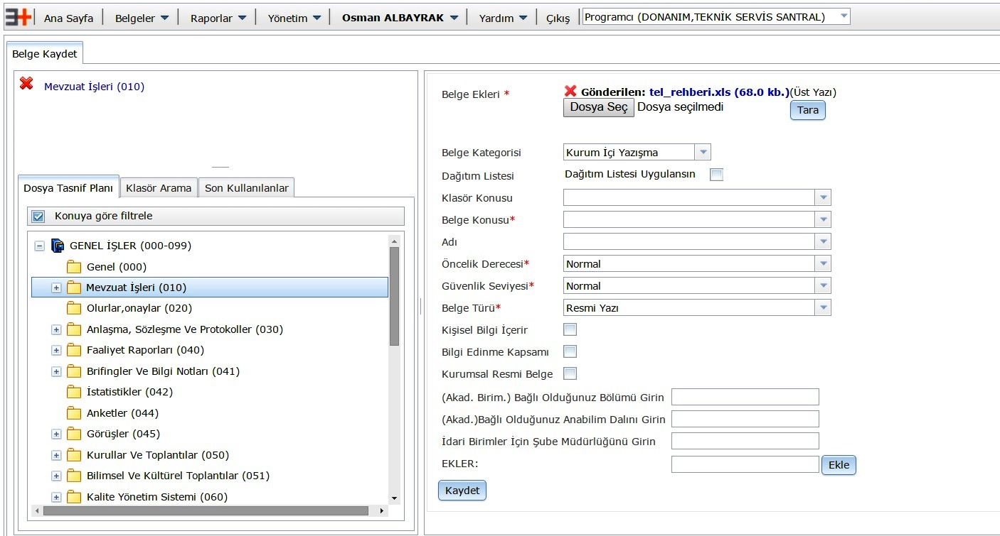 3+ Ana Sayfa Belgeler Raporlar Yönetim Osman ALBAYRAK Yardım Çıkış Programcı (DONANIM,TEKNİK SERVİS SANTRAL)
Belge Kaydet
Mevzuat İşleri (010)
Dosya Tasnif Planı Klasör Arama Son Kullanılanlar
Konuya göre filtrele
GENEL İŞLER (000-099)
Genel (000)
Mevzuat İşleri (010)
Olurlar,onaylar (020)
Anlaşma, Sözleşme Ve Protokoller (030)
Faaliyet Raporları (040)
Brifingler Ve Bilgi Notları (041)
İstatistikler (042)
Anketler (044)
Görüşler (045)
Kurullar Ve Toplantılar (050)
Bilimsel Ve Kültürel Toplantılar (051)
Kalite Yönetim Sistemi (060)
Belge Ekleri * Gönderilen: tel_rehberi.xls (68.0 kb.)(Üst Yazı)
Dosya Seç Dosya seçilmedi Tara
Belge Kategorisi Kurum İçi Yazışma
Dağıtım Listesi Dağıtım Listesi Uygulansın
Klasör Konusu
Belge Konusu*
Adı
Öncelik Derecesi* Normal
Güvenlik Seviyesi* Normal
Belge Türü* Resmi Yazı
Kişisel Bilgi İçerir
Bilgi Edinme Kapsamı
Kurumsal Resmi Belge
(Akad. Birim.) Bağlı Olduğunuz Bölümü Girin
(Akad.)Bağlı Olduğunuz Anabilim Dalını Girin
İdari Birimler İçin Şube Müdürlüğünü Girin
EKLER: Ekle
Kaydet